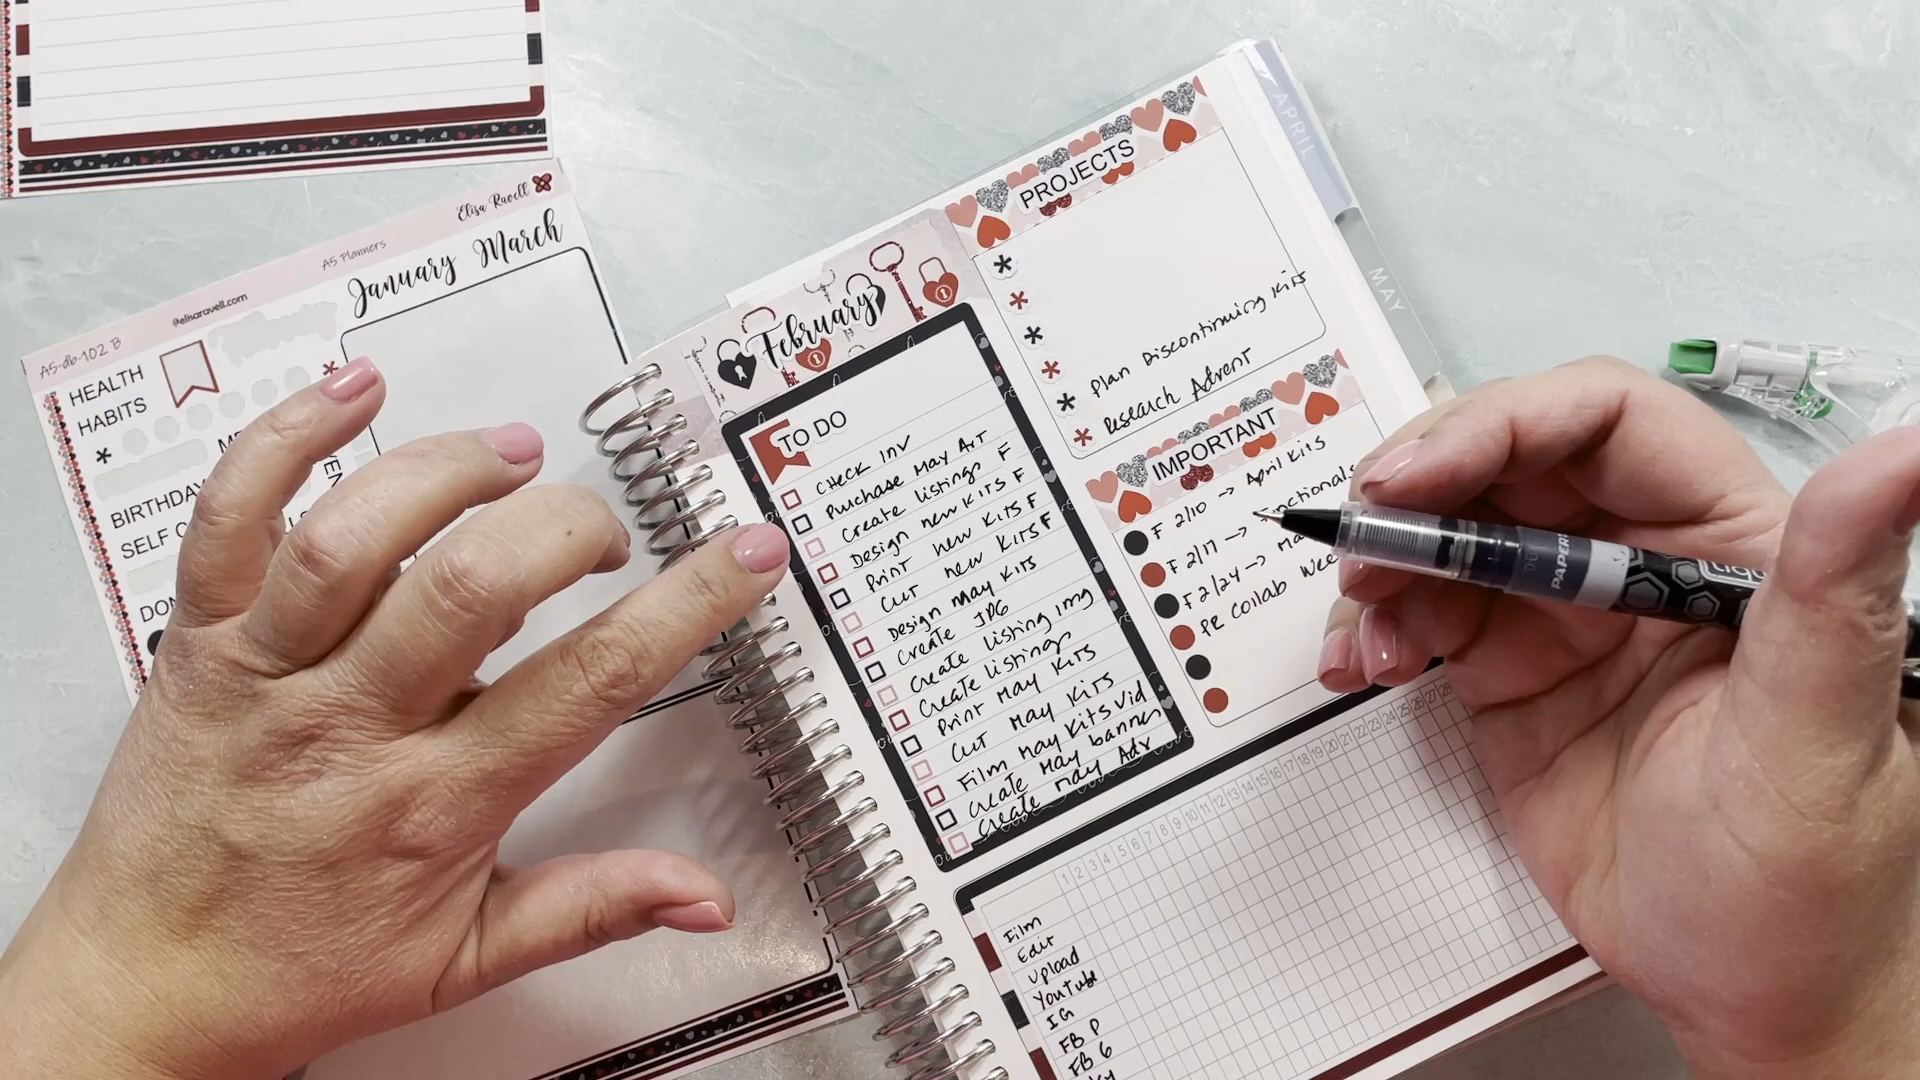 Elisa Ravell
A5 Planners
@elisaravell.com
A5-db-102 B
January March
HEALTH
HABITS
BIRTHDAY
SELF
February
TO DO
CHECK INV
Purchase May Art
Create listings F
Design new kits F
Print new kits F
Cut new kits F
Design may kits
Create JPG
Create listing img
Create listings
Print may kits
Cut may kits
Film may kits vid
Create may banner
Create may Adv
PROJECTS
Plan Discontinuing kits
Research Advent
IMPORTANT
F 2/10 → April kits
F 2/17 → Functionals
F 2/24 →
PR collab
1 2 3 4 5 6 7 8 9 10 11 12 13 14 15 16 17 18 19 20 21 22 23 24 25 26 27 28
Film
Edit
Upload
YouTube
IG
FB P
FB G
APRIL
MAY